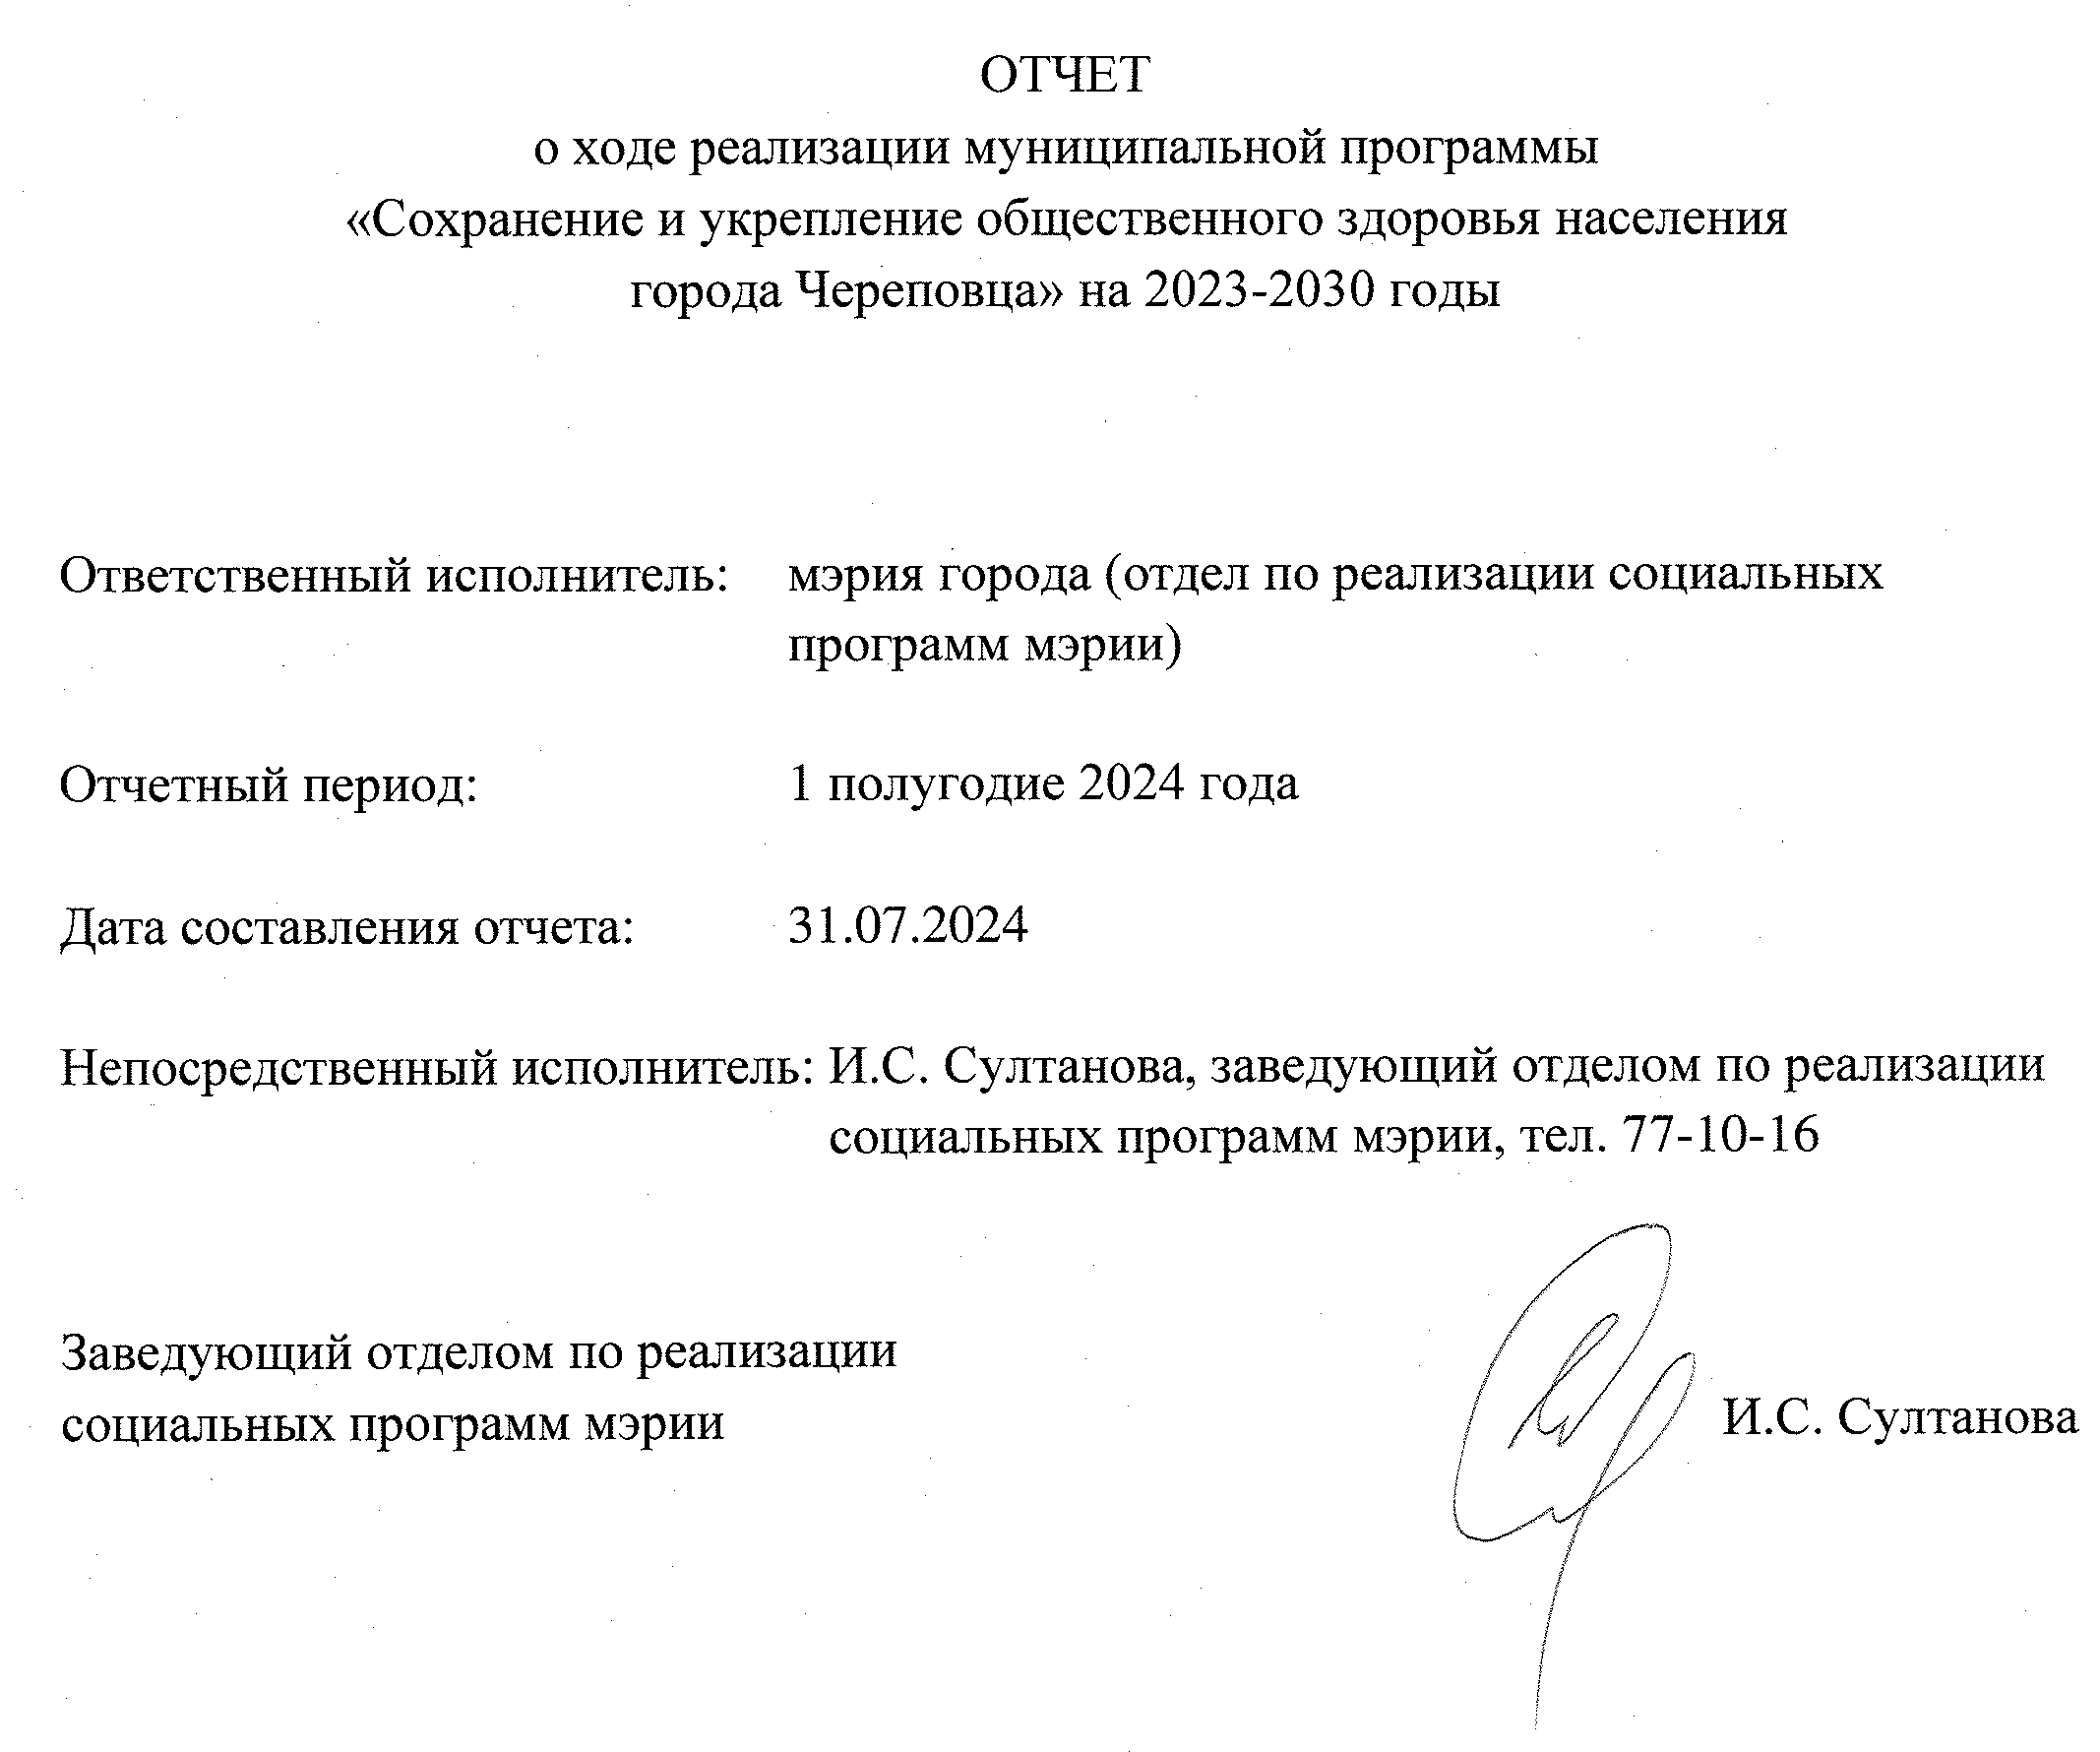 ОТЧЕТ
о ходе реализации муниципальной программы
«Сохранение и укрепление общественного здоровья населения
города Череповца» на 2023-2030 годы
Ответственный исполнитель: мэрия города (отдел по реализации социальных
программ мэрии)
Отчетный период: 1 полугодие 2024 года
Дата составления отчета: 31.07.2024
Непосредственный исполнитель: И.С. Султанова, заведующий отделом по реализации
социальных программ мэрии, тел. 77-10-16
Заведующий отделом по реализации
социальных программ мэрии И.С. Султанова